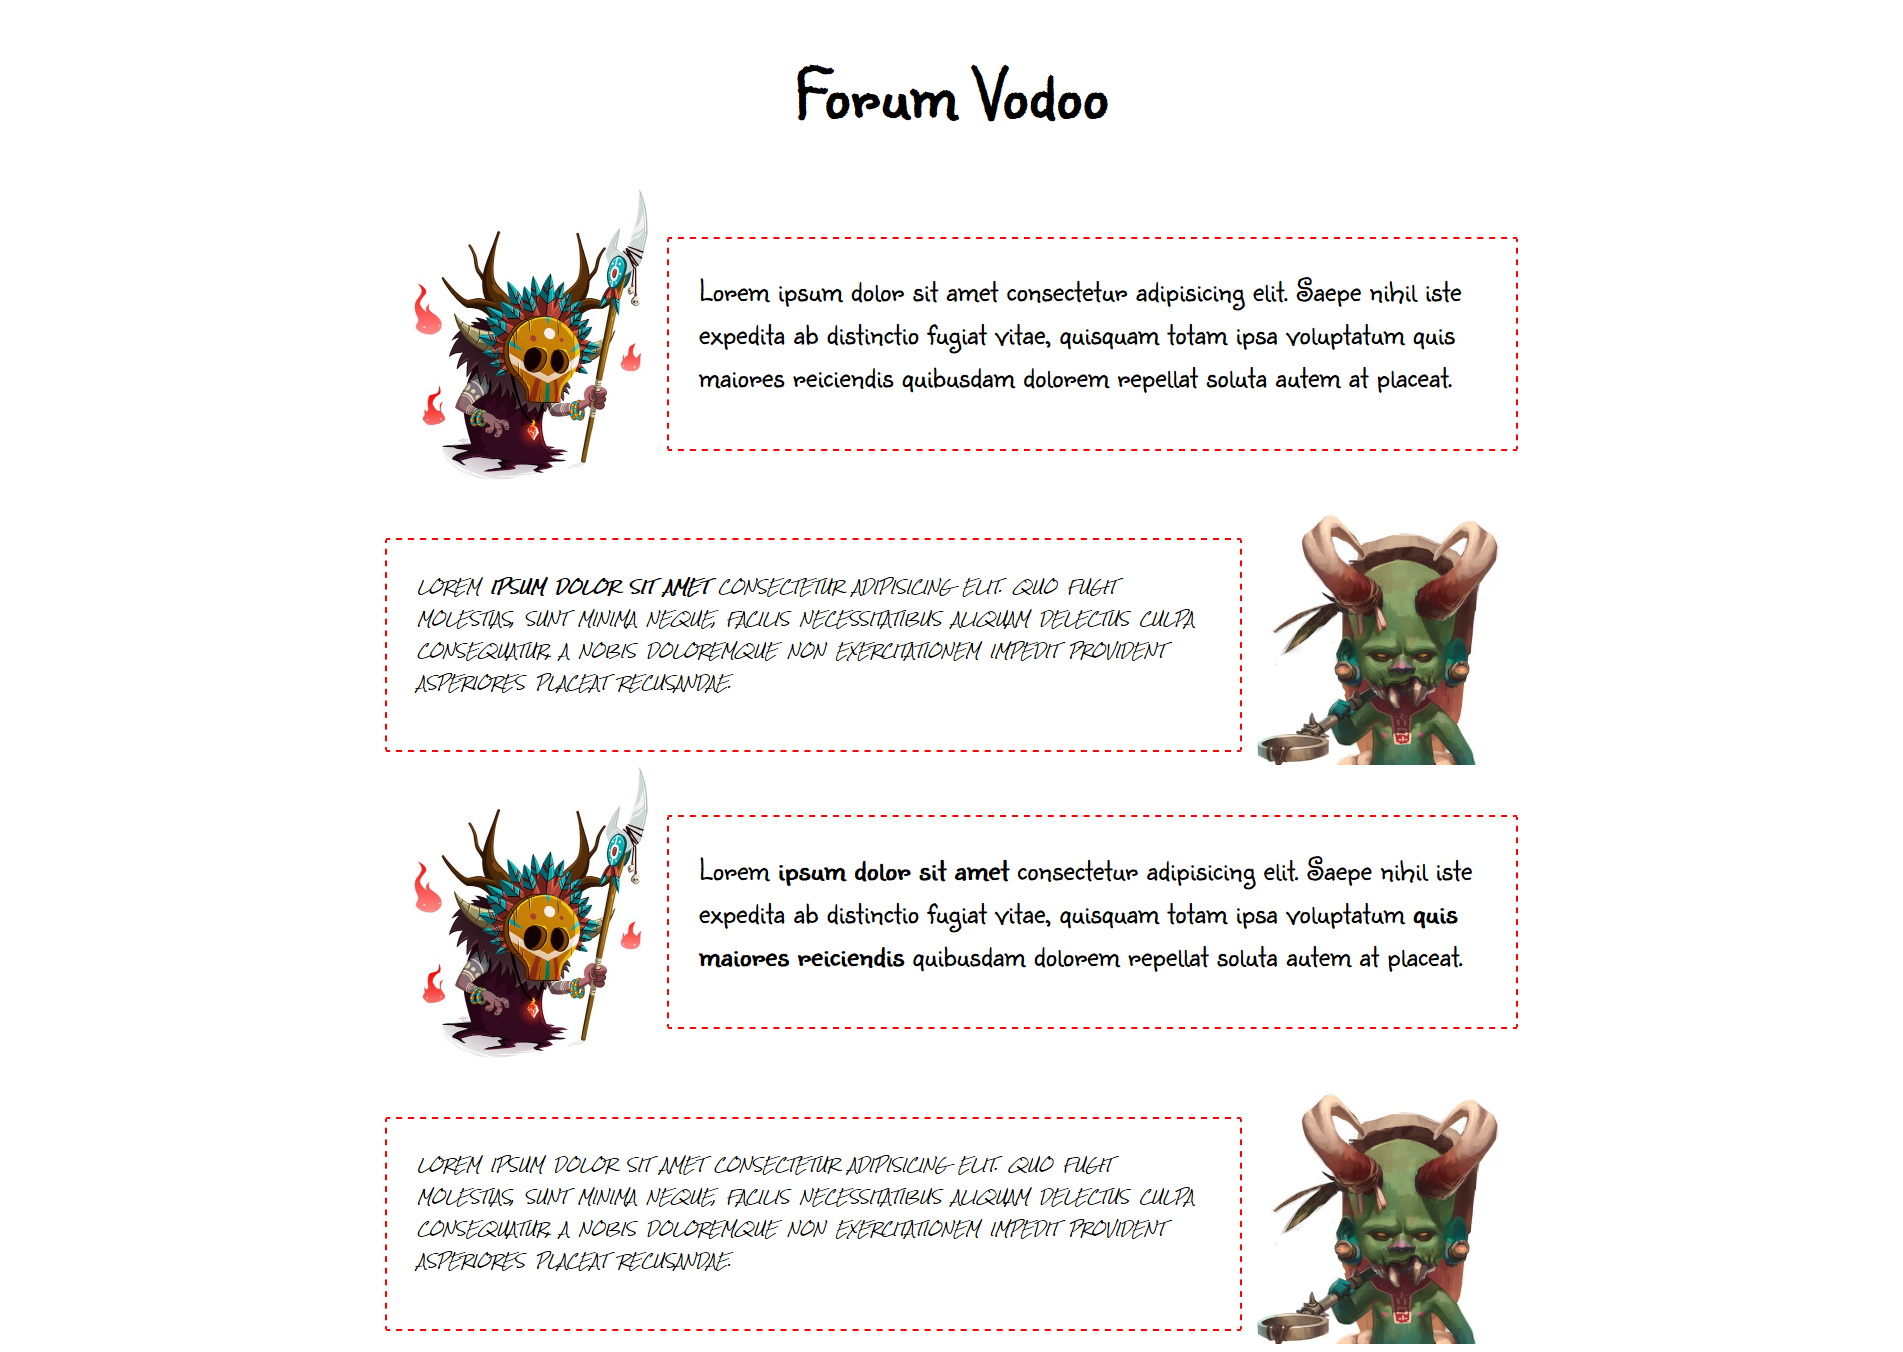 Forum Vodoo
Lorem ipsum dolor sit amet consectetur adipisicing elit. Saepe nihil iste
expedita ab distinctio fugiat vitae, quisquam totam ipsa voluptatum quis
maiores reiciendis quibusdam dolorem repellat soluta autem at placeat.
LOREM IPSUM DOLOR SIT AMET CONSECTETUR ADIPISICING ELIT. QUO FUGIT
MOLESTIAS, SUNT MINIMA NEQUE, FACILIS NECESSITATIBUS ALIQUAM DELECTUS CULPA
CONSEQUATUR, A NOBIS DOLOREMQUE NON EXERCITATIONEM IMPEDIT PROVIDENT
ASPERIORES PLACEAT RECUSANDAE.
Lorem ipsum dolor sit amet consectetur adipisicing elit. Saepe nihil iste
expedita ab distinctio fugiat vitae, quisquam totam ipsa voluptatum quis
maiores reiciendis quibusdam dolorem repellat soluta autem at placeat.
LOREM IPSUM DOLOR SIT AMET CONSECTETUR ADIPISICING ELIT. QUO FUGIT
MOLESTIAS, SUNT MINIMA NEQUE, FACILIS NECESSITATIBUS ALIQUAM DELECTUS CULPA
CONSEQUATUR, A NOBIS DOLOREMQUE NON EXERCITATIONEM IMPEDIT PROVIDENT
ASPERIORES PLACEAT RECUSANDAE.